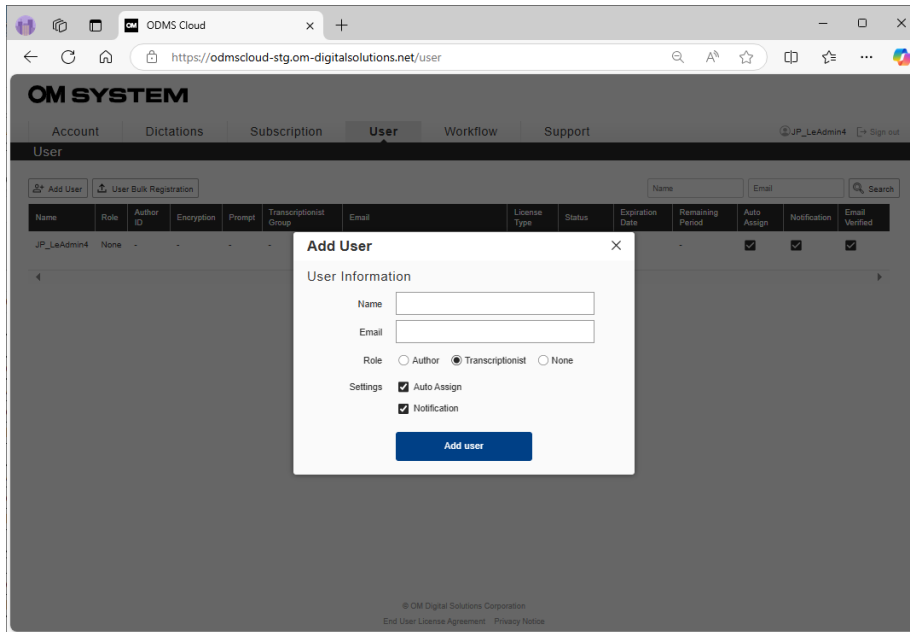 OM ODMS Cloud
https://odmscloud-stg.om-digitalsolutions.net/user
OM SYSTEM
Account Dictations Subscription User Workflow Support JP_LeAdmin4 Sign out
User
Add User User Bulk Registration Name Email Search
Name Role Author ID Encryption Prompt Transcriptionist Group Email License Type Status Expiration Date Remaining Period Auto Assign Notification Email Verified
JP_LeAdmin4 None - - - - -
Add User
User Information
Name
Email
Role Author Transcriptionist None
Settings Auto Assign
Notification
Add user
© OM Digital Solutions Corporation
End User License Agreement Privacy Notice